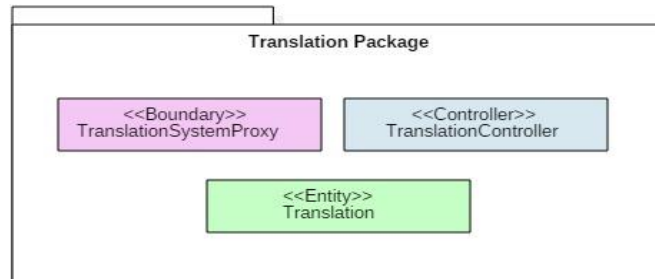 Translation Package
<<Boundary>>
TranslationSystemProxy
<<Controller>>
TranslationController
<<Entity>>
Translation